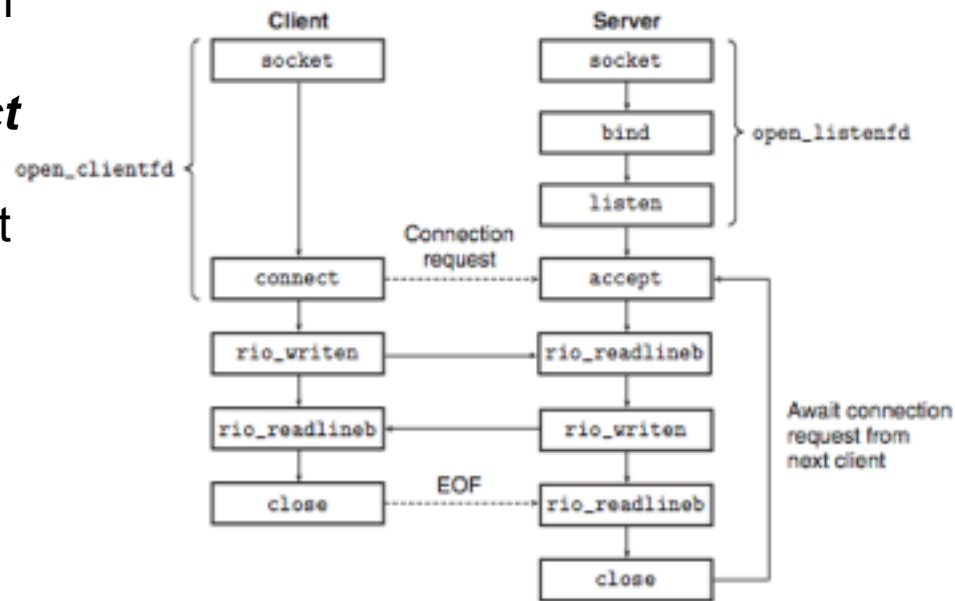 ct
t
Client
Server
socket
socket
bind
open_listenfd
open_clientfd
listen
Connection
request
connect
accept
rio_writen
rio_readlineb
rio_readlineb
rio_writen
Await connection
request from
next client
close
EOF
rio_readlineb
close